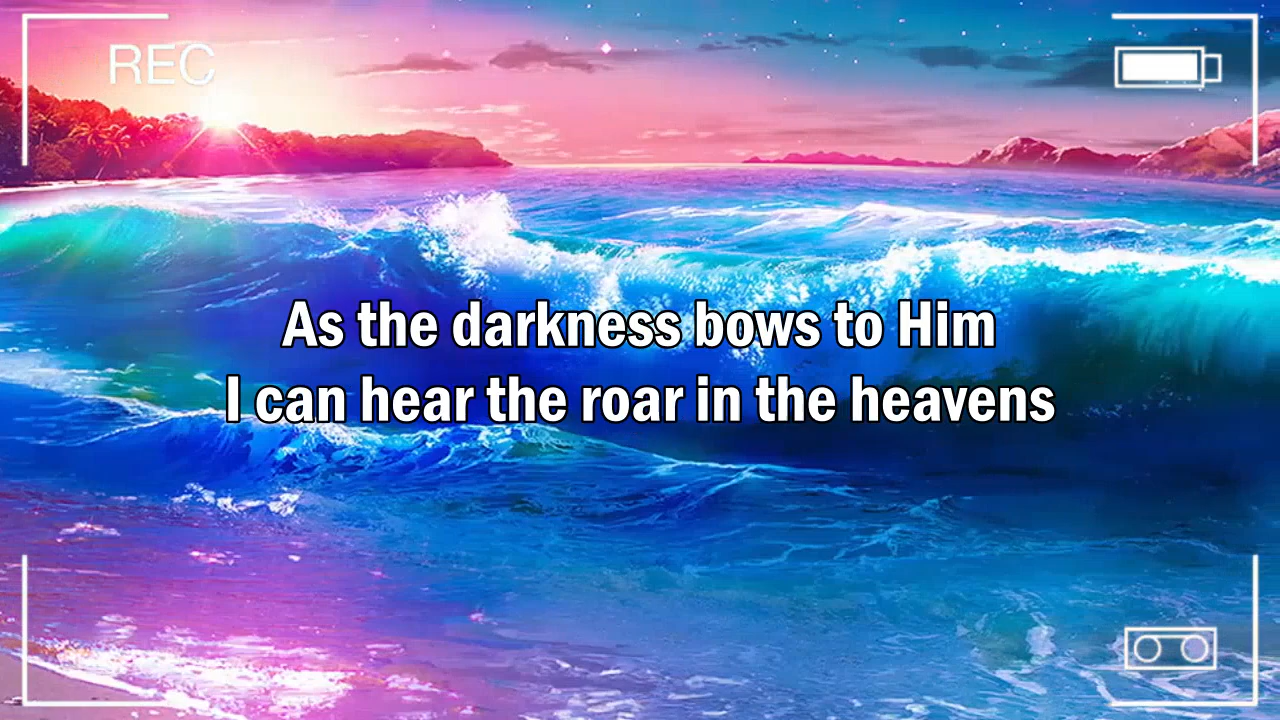 REC
As the darkness bows to Him
I can hear the roar in the heavens